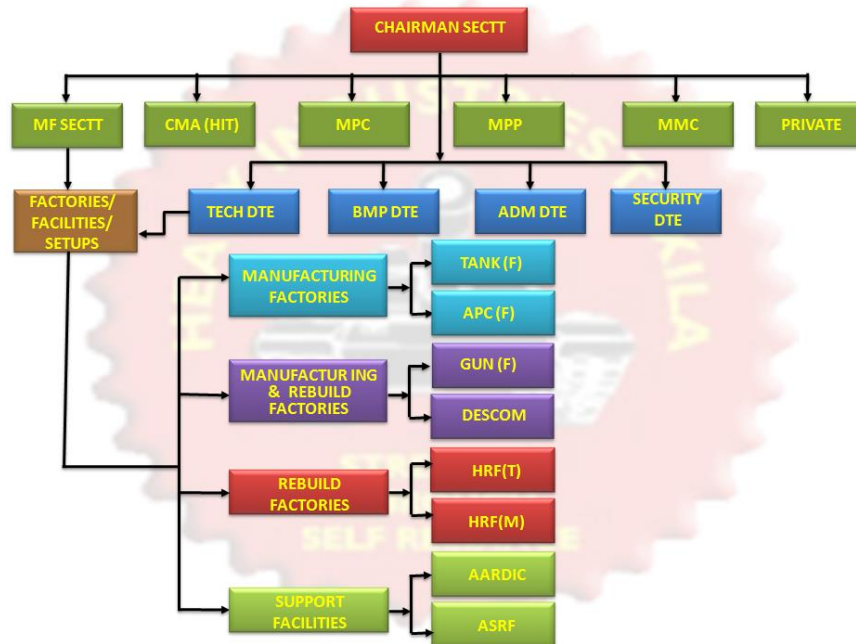 CHAIRMAN SECTT
MF SECTT
CMA (HIT)
MPC
MPP
MMC
PRIVATE
FACTORIES/
FACILITIES/
SETUPS
TECH DTE
BMP DTE
ADM DTE
SECURITY
DTE
MANUFACTURING
FACTORIES
TANK (F)
APC (F)
MANUFACTUR ING
& REBUILD
FACTORIES
GUN (F)
DESCOM
REBUILD
FACTORIES
HRF(T)
HRF(M)
SUPPORT
FACILITIES
AARDIC
ASRF
SELF